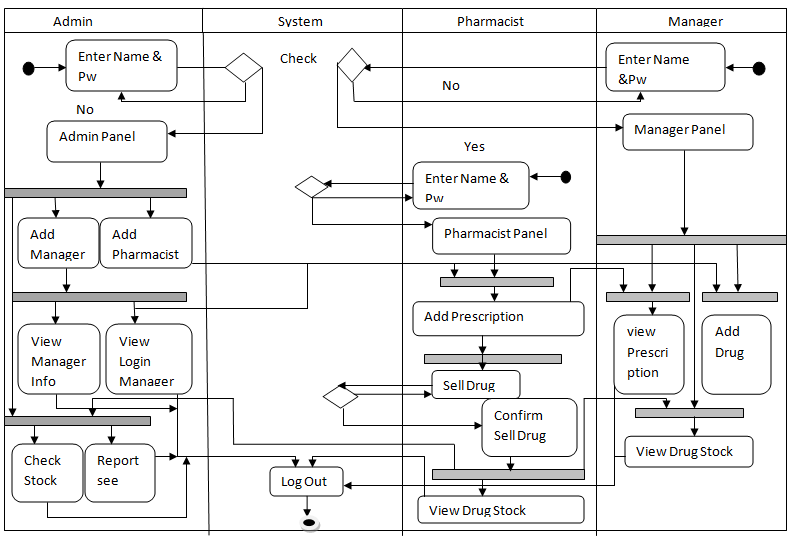 Admin
System
Pharmacist
Manager
Enter Name &
Pw
Check
Enter Name
&Pw
No
No
Admin Panel
Manager Panel
Yes
Enter Name &
Pw
Add
Manager
Add
Pharmacist
Pharmacist Panel
Add Prescription
View
Manager
Info
View
Login
Manager
view
Prescri
ption
Add
Drug
Sell Drug
Confirm
Sell Drug
Check
Stock
Report
see
View Drug Stock
Log Out
View Drug Stock